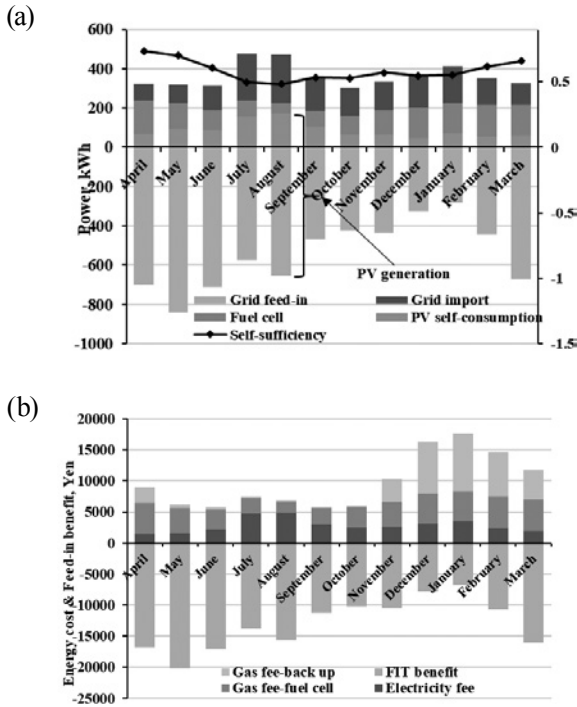 (a)
600
400
200
0
-200
-400
-600
-800
-1000
Power, kWh
0.5
0
-0.5
-1
-1.5
April
May
June
July
August
September
October
November
December
January
February
March
PV generation
Grid feed-in
Grid import
Fuel cell
PV self-consumption
Self-sufficiency
(b)
20000
15000
10000
5000
0
-5000
-10000
-15000
-20000
-25000
Energy cost & Feed-in benefit, Yen
April
May
June
July
August
September
October
November
December
January
February
March
Gas fee-back up
FIT benefit
Gas fee-fuel cell
Electricity fee